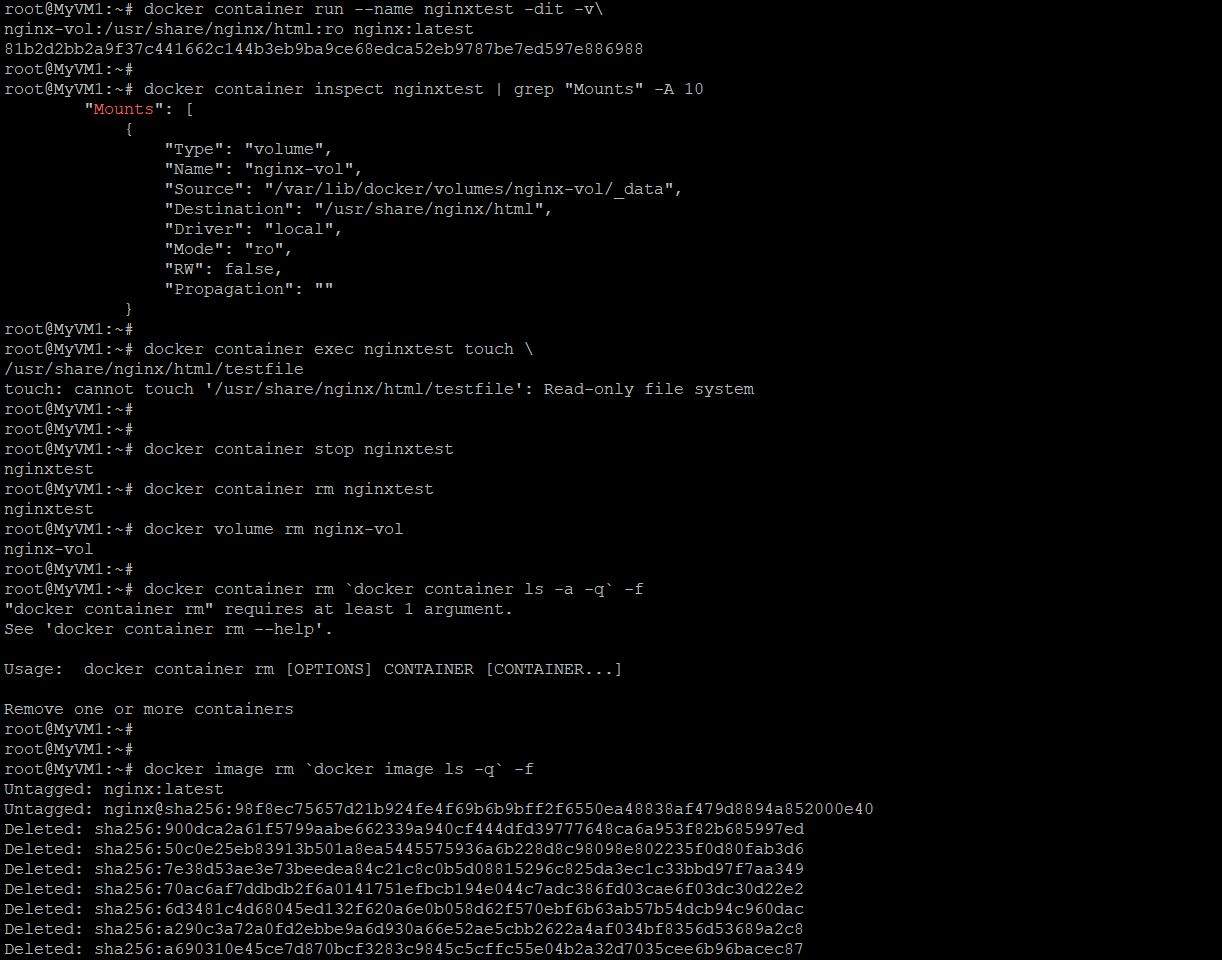 root@MyVM1:~# docker container run --name nginxtest -dit -v\
nginx-vol:/usr/share/nginx/html:ro nginx:latest
81b2d2bb2a9f37c441662c144b3eb9ba9ce68edca52eb9787be7ed597e886988
root@MyVM1:~#
root@MyVM1:~# docker container inspect nginxtest | grep "Mounts" -A 10
        "Mounts": [
            {
                "Type": "volume",
                "Name": "nginx-vol",
                "Source": "/var/lib/docker/volumes/nginx-vol/_data",
                "Destination": "/usr/share/nginx/html",
                "Driver": "local",
                "Mode": "ro",
                "RW": false,
                "Propagation": ""
            }
root@MyVM1:~#
root@MyVM1:~# docker container exec nginxtest touch \
/usr/share/nginx/html/testfile
touch: cannot touch '/usr/share/nginx/html/testfile': Read-only file system
root@MyVM1:~#
root@MyVM1:~#
root@MyVM1:~# docker container stop nginxtest
nginxtest
root@MyVM1:~# docker container rm nginxtest
nginxtest
root@MyVM1:~# docker volume rm nginx-vol
nginx-vol
root@MyVM1:~#
root@MyVM1:~# docker container rm `docker container ls -a -q` -f
"docker container rm" requires at least 1 argument.
See 'docker container rm --help'.

Usage:  docker container rm [OPTIONS] CONTAINER [CONTAINER...]

Remove one or more containers
root@MyVM1:~#
root@MyVM1:~#
root@MyVM1:~# docker image rm `docker image ls -q` -f
Untagged: nginx:latest
Untagged: nginx@sha256:98f8ec75657d21b924fe4f69b6b9bff2f6550ea48838af479d8894a852000e40
Deleted: sha256:900dca2a61f5799aabe662339a940cf444dfd39777648ca6a953f82b685997ed
Deleted: sha256:50c0e25eb83913b501a8ea5445575936a6b228d8c98098e802235f0d80fab3d6
Deleted: sha256:7e38d53ae3e73beedea84c21c8c0b5d08815296c825da3ec1c33bbd97f7aa349
Deleted: sha256:70ac6af7ddbdb2f6a0141751efbcb194e044c7adc386fd03cae6f03dc30d22e2
Deleted: sha256:6d3481c4d68045ed132f620a6e0b058d62f570ebf6b63ab57b54dcb94c960dac
Deleted: sha256:a290c3a72a0fd2ebbe9a6d930a66e52ae5cbb2622a4af034bf8356d53689a2c8
Deleted: sha256:a690310e45ce7d870bcf3283c9845c5cffc55e04b2a32d7035cee6b96bacec87